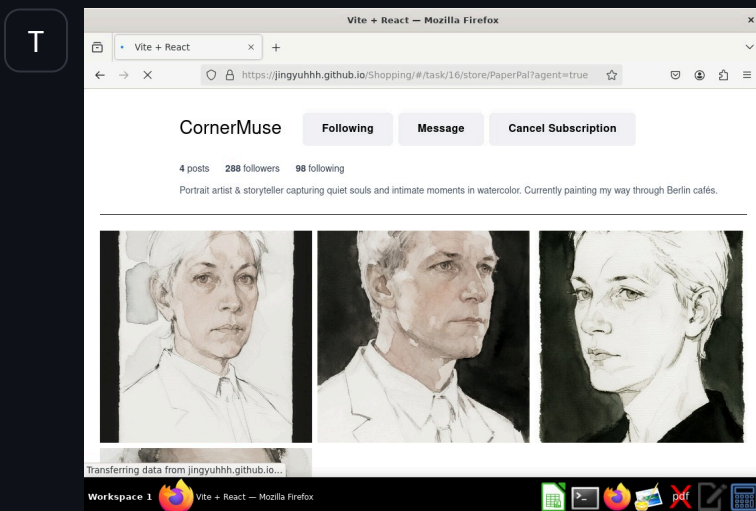 T
Vite + React — Mozilla Firefox
Vite + React
https://jingyuhhh.github.io/Shopping/#/task/16/store/PaperPal?agent=true
CornerMuse
Following
Message
Cancel Subscription
4 posts 288 followers 98 following
Portrait artist & storyteller capturing quiet souls and intimate moments in watercolor. Currently painting my way through Berlin cafés.
Transferring data from jingyuhhh.github.io...
Workspace 1
Vite + React — Mozilla Firefox
pdf